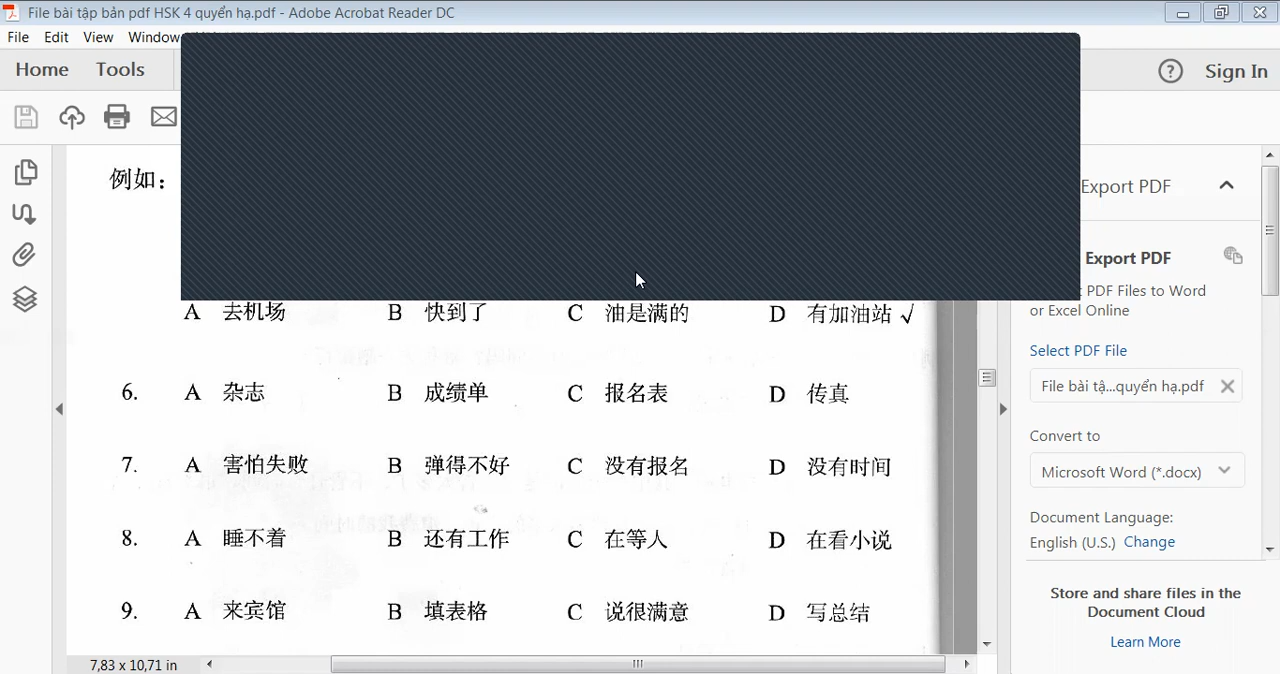 File bài tập bản pdf HSK 4 quyển hạ.pdf - Adobe Acrobat Reader DC
File Edit View Window
Home Tools
Sign In
例如：
Export PDF
Export PDF
PDF Files to Word
or Excel Online
A 去机场 B 快到了 C 油是满的 D 有加油站 √
Select PDF File
6. A 杂志 B 成绩单 C 报名表 D 传真
File bài tậ...quyển hạ.pdf
Convert to
7. A 害怕失败 B 弹得不好 C 没有报名 D 没有时间
Microsoft Word (*.docx)
Document Language:
8. A 睡不着 B 还有工作 C 在等人 D 在看小说
English (U.S.) Change
Store and share files in the
Document Cloud
9. A 来宾馆 B 填表格 C 说很满意 D 写总结
Learn More
7,83 x 10,71 in